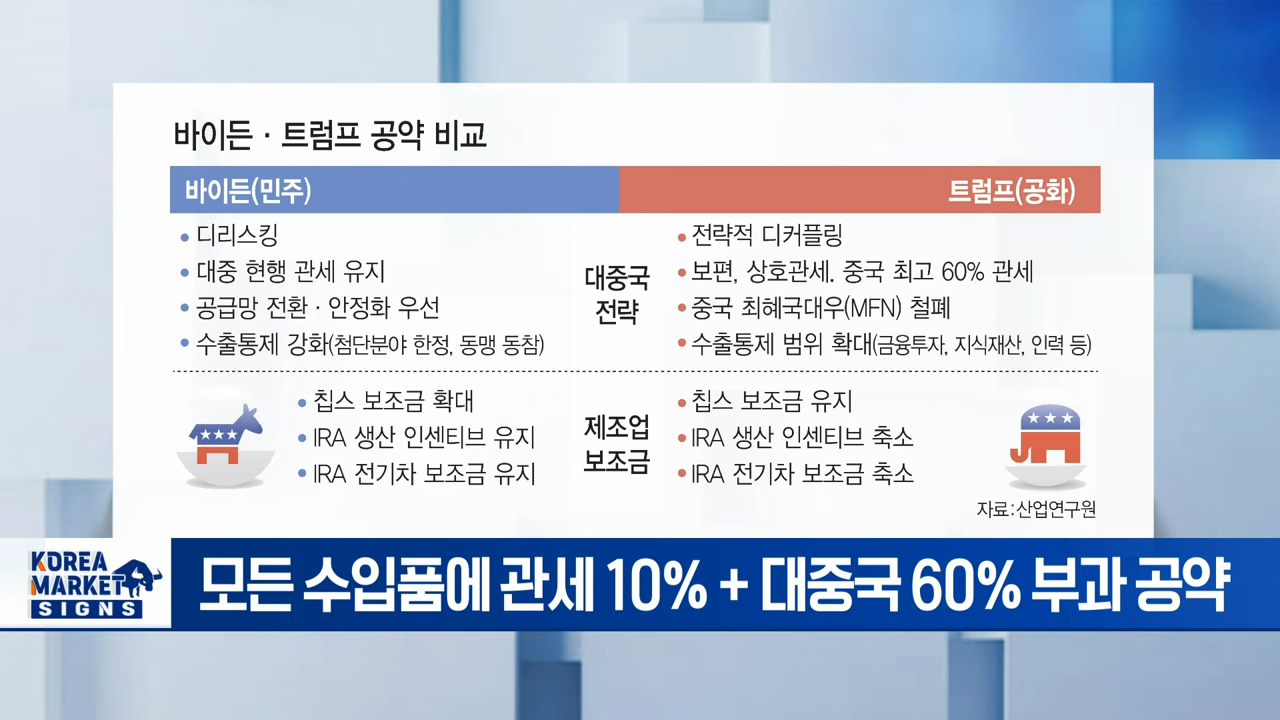 바이든 · 트럼프 공약 비교
바이든(민주)
트럼프(공화)
• 디리스킹
• 대중 현행 관세 유지
• 공급망 전환 · 안정화 우선
• 수출통제 강화(첨단분야 한정, 동맹 동참)
대중국
전략
• 전략적 디커플링
• 보편, 상호관세. 중국 최고 60% 관세
• 중국 최혜국대우(MFN) 철폐
• 수출통제 범위 확대(금융투자, 지식재산, 인력 등)
• 칩스 보조금 확대
• IRA 생산 인센티브 유지
• IRA 전기차 보조금 유지
제조업
보조금
• 칩스 보조금 유지
• IRA 생산 인센티브 축소
• IRA 전기차 보조금 축소
자료:산업연구원
KOREA
MARKET
SIGNS
모든 수입품에 관세 10% + 대중국 60% 부과 공약